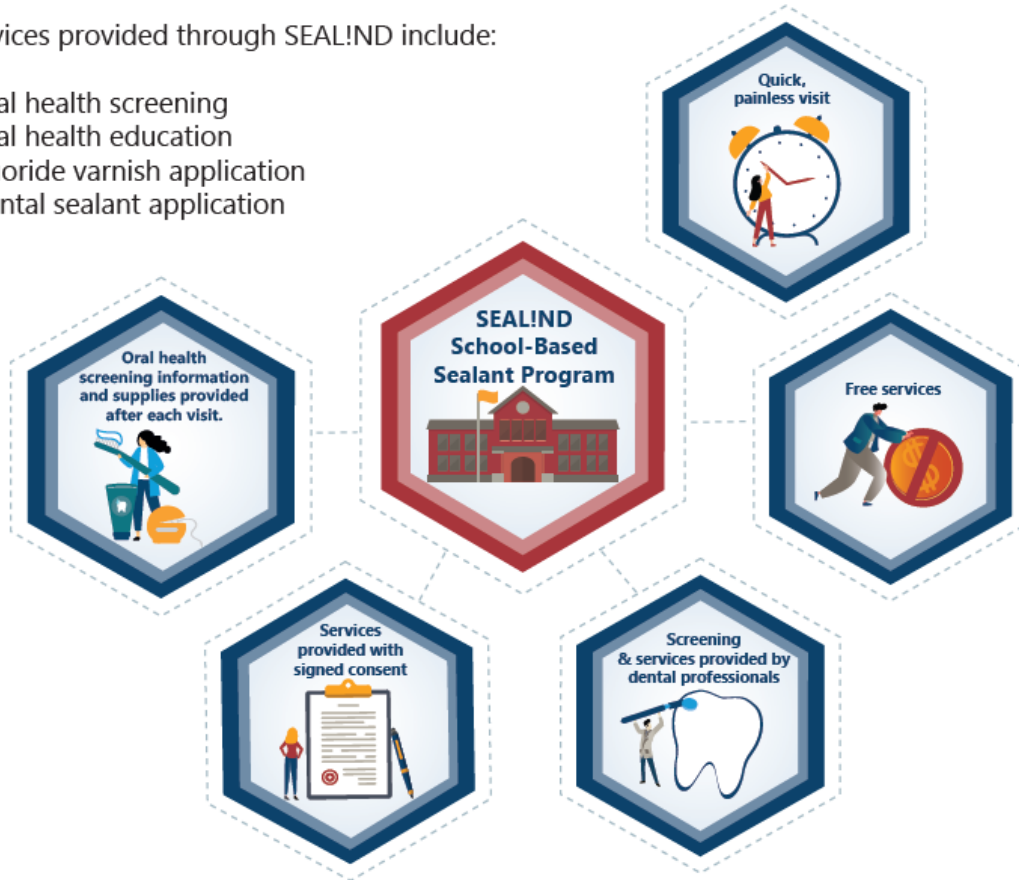 vices provided through SEAL!ND include:
al health screening
al health education
oride varnish application
ntal sealant application
Quick,
painless visit
SEAL!ND
School-Based
Sealant Program
Oral health
screening information
and supplies provided
after each visit.
Free services
Services
provided with
signed consent
Screening
& services provided by
dental professionals